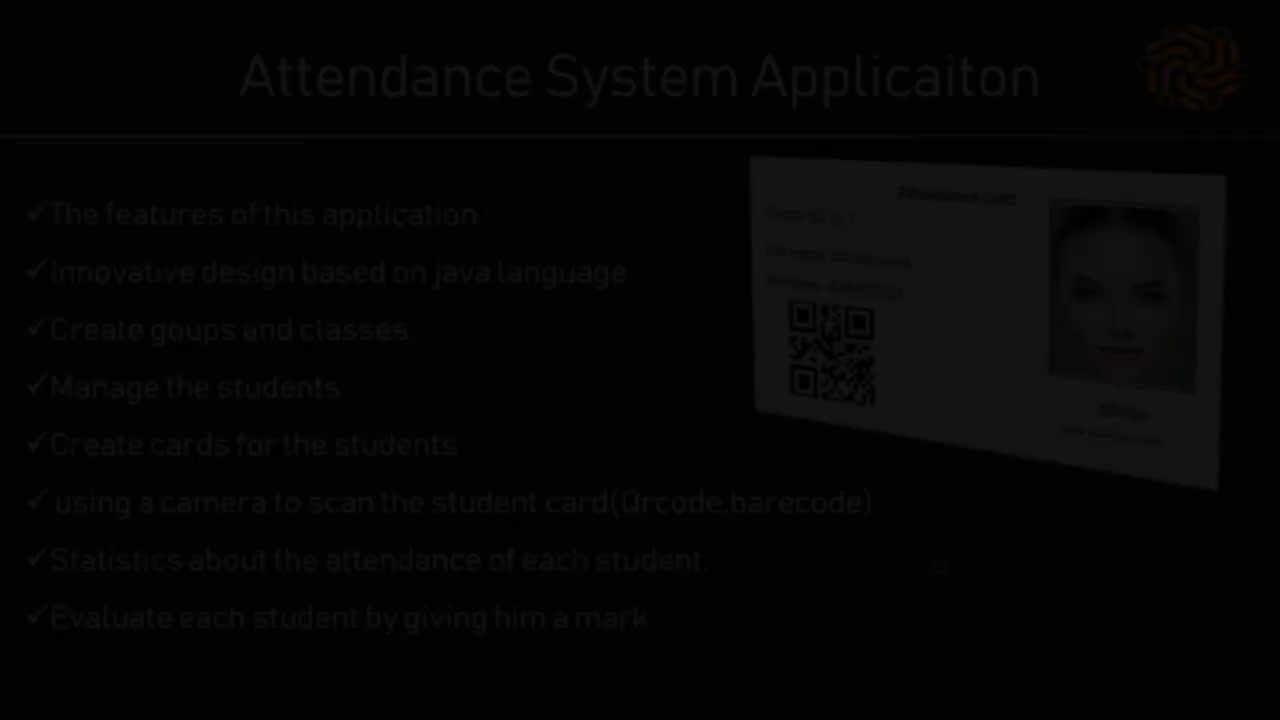 Attendance System Applicaiton
✓The features of this application
✓innovative design based on java language
✓Create goups and classes.
✓Manage the students
✓Create cards for the students
✓ using a camera to scan the student card(Qrcode,barecode)
✓Statistics about the attendance of each student.
✓Evaluate each student by giving him a mark